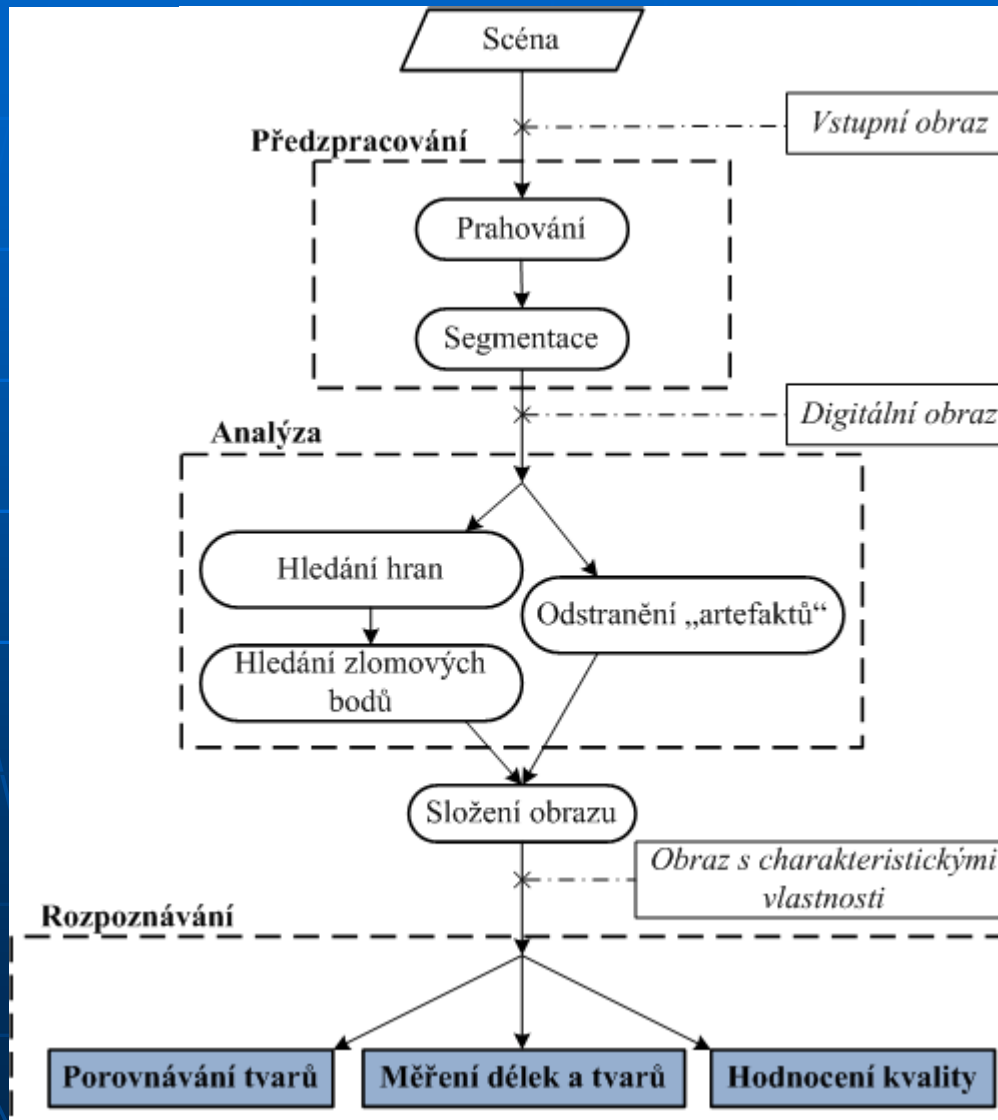 Scéna
Vstupní obraz
Předzpracování
Prahování
Segmentace
Digitální obraz
Analýza
Hledání hran
Odstranění „artefaktů“
Hledání zlomových
bodů
Složení obrazu
Obraz s charakteristickými
vlastnosti
Rozpoznávání
Porovnávání tvarů
Měření délek a tvarů
Hodnocení kvality